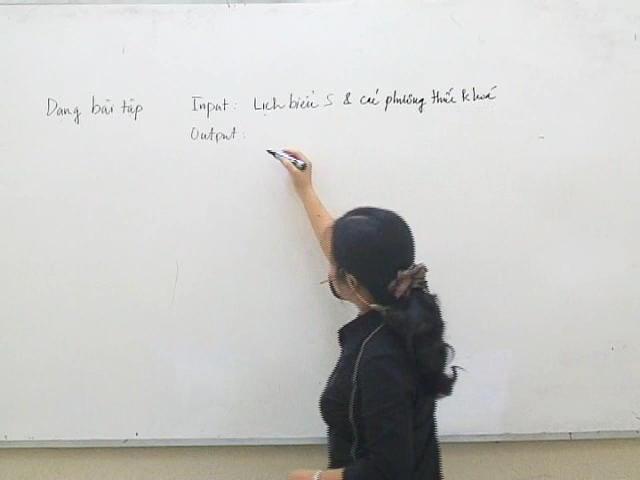 Dạng bài tập Input: Lịch biểu S & các phương thức khoá
Output: